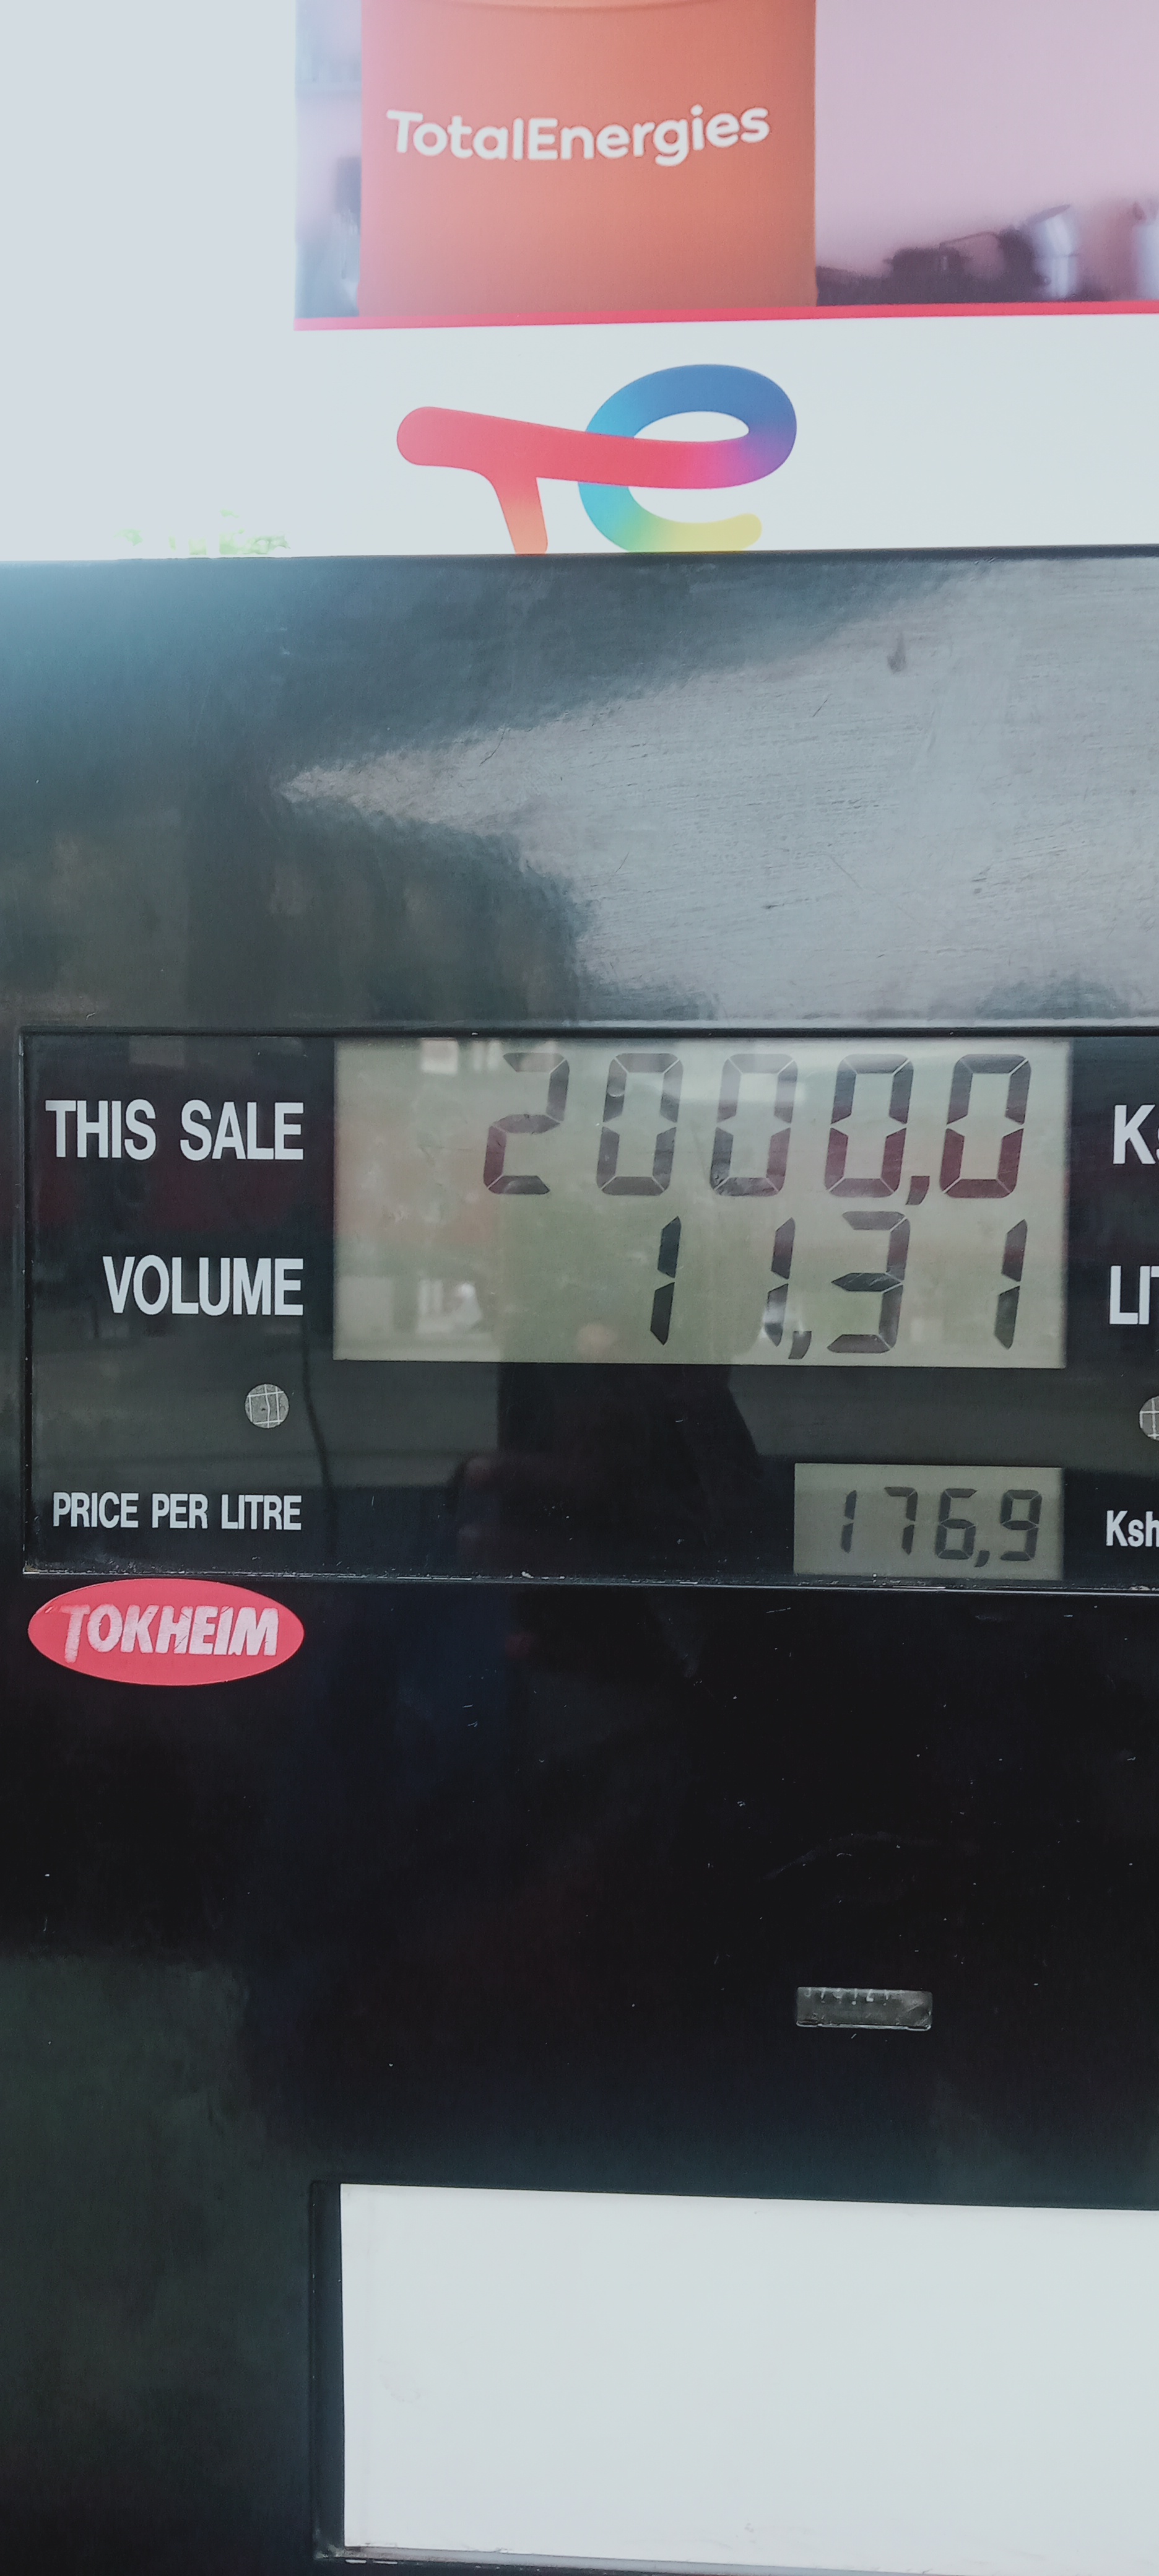 TotalEnergies
THIS SALE 2000,0
VOLUME 11,31
PRICE PER LITRE 176,9 Ksh
TOKHEIM